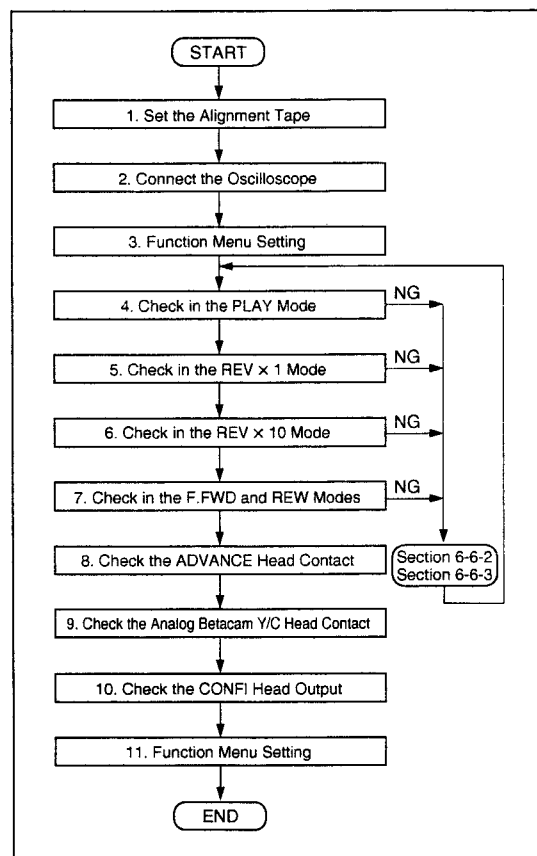 START
1. Set the Alignment Tape
2. Connect the Oscilloscope
3. Function Menu Setting
4. Check in the PLAY Mode
NG
5. Check in the REV × 1 Mode
NG
6. Check in the REV × 10 Mode
NG
7. Check in the F.FWD and REW Modes
NG
Section 6-6-2
Section 6-6-3
8. Check the ADVANCE Head Contact
9. Check the Analog Betacam Y/C Head Contact
10. Check the CONFI Head Output
11. Function Menu Setting
END